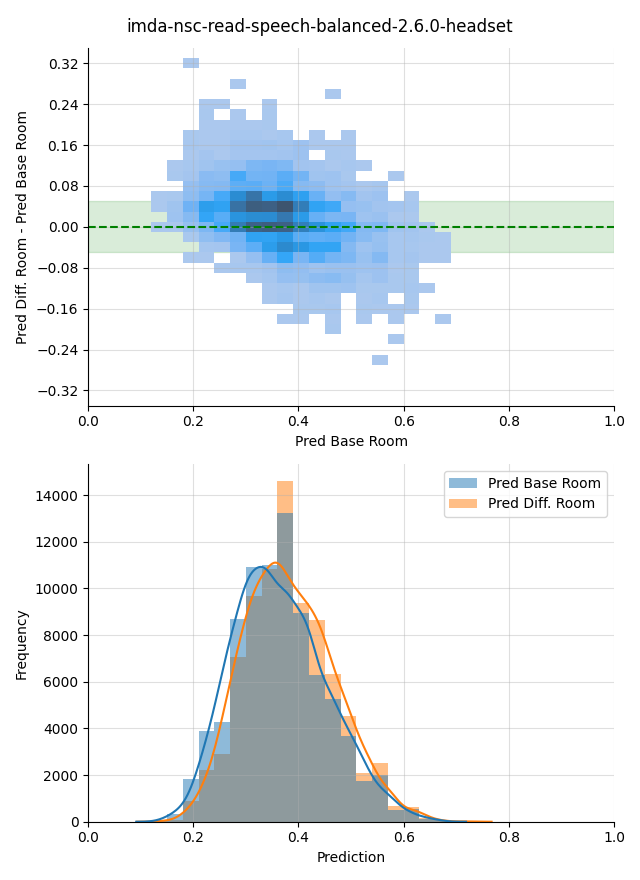 imda-nsc-read-speech-balanced-2.6.0-headset
Pred Diff. Room - Pred Base Room
0.32
0.24
0.16
0.08
0.00
−0.08
−0.16
−0.24
−0.32
0.0 0.2 0.4 0.6 0.8 1.0
Pred Base Room
Frequency
14000
12000
10000
8000
6000
4000
2000
0
Pred Base Room
Pred Diff. Room
0.0 0.2 0.4 0.6 0.8 1.0
Prediction